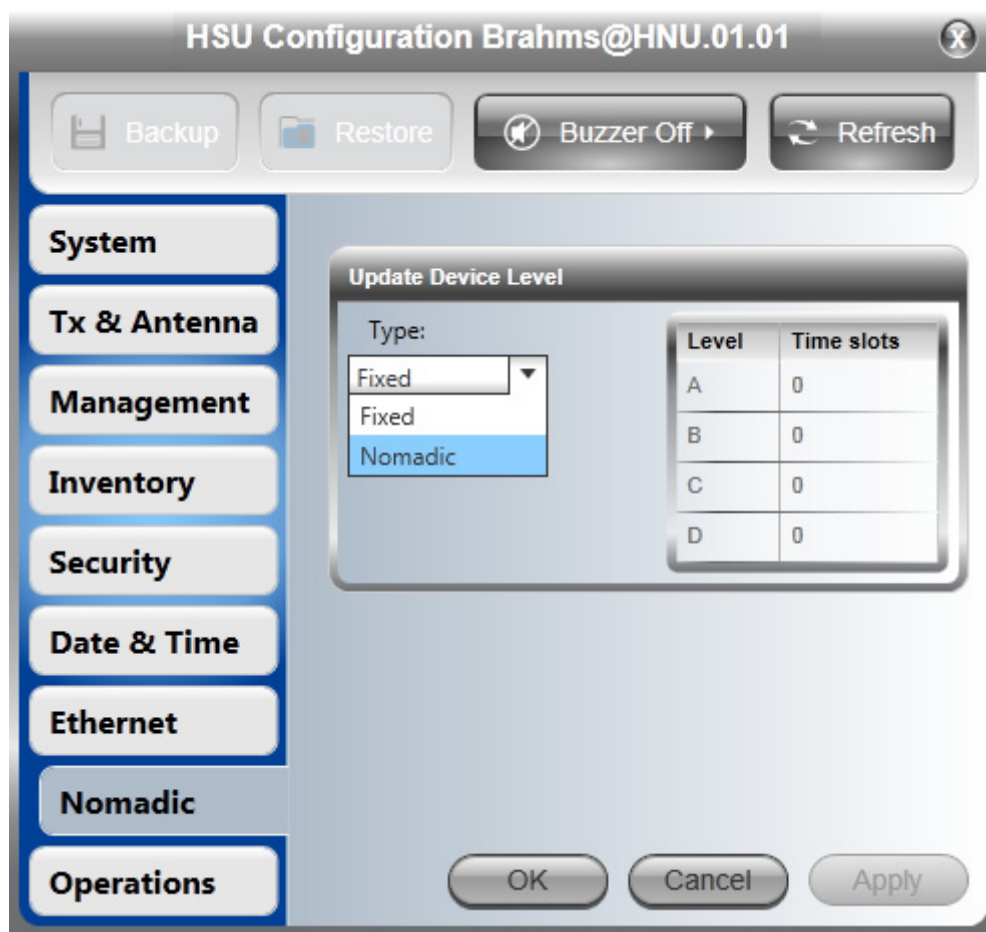 HSU Configuration Brahms@HNU.01.01
Backup Restore Buzzer Off Refresh
System
Tx & Antenna
Management
Inventory
Security
Date & Time
Ethernet
Nomadic
Operations
Update Device Level
Type:
Fixed
Fixed
Nomadic
Level Time slots
A 0
B 0
C 0
D 0
OK Cancel Apply